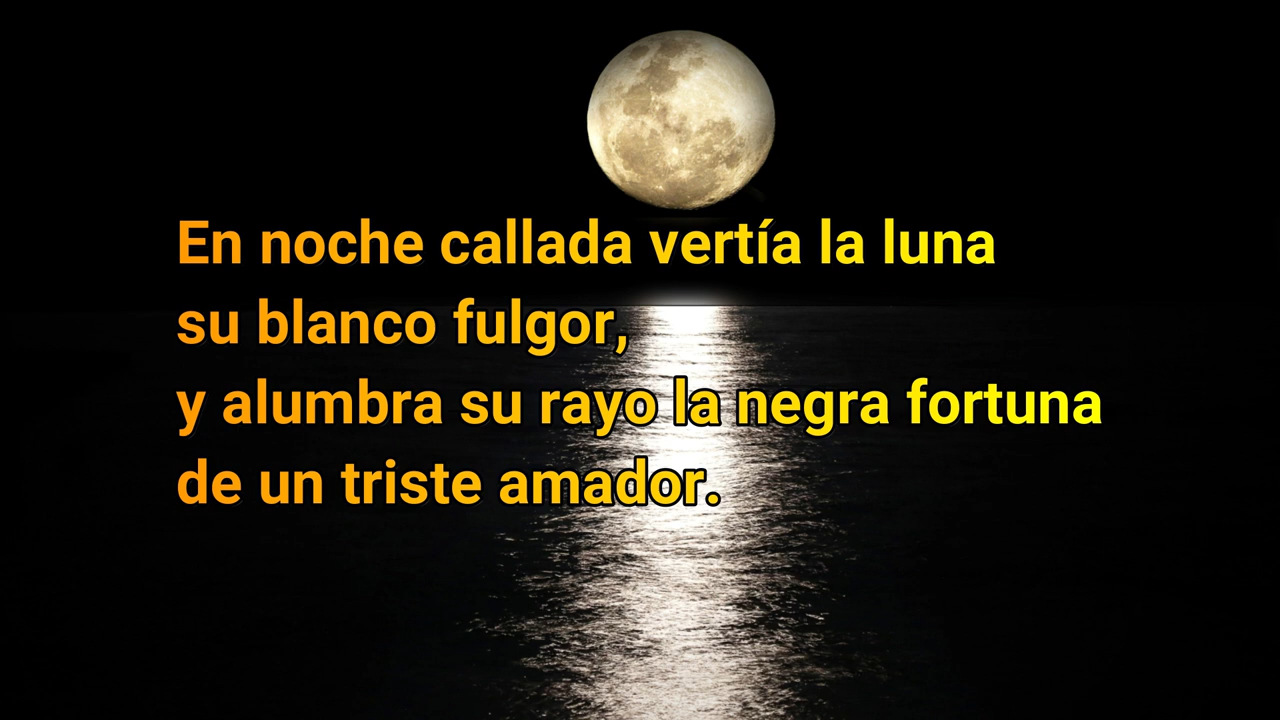 En noche callada vertía la luna
su blanco fulgor,
y alumbra su rayo la negra fortuna
de un triste amador.